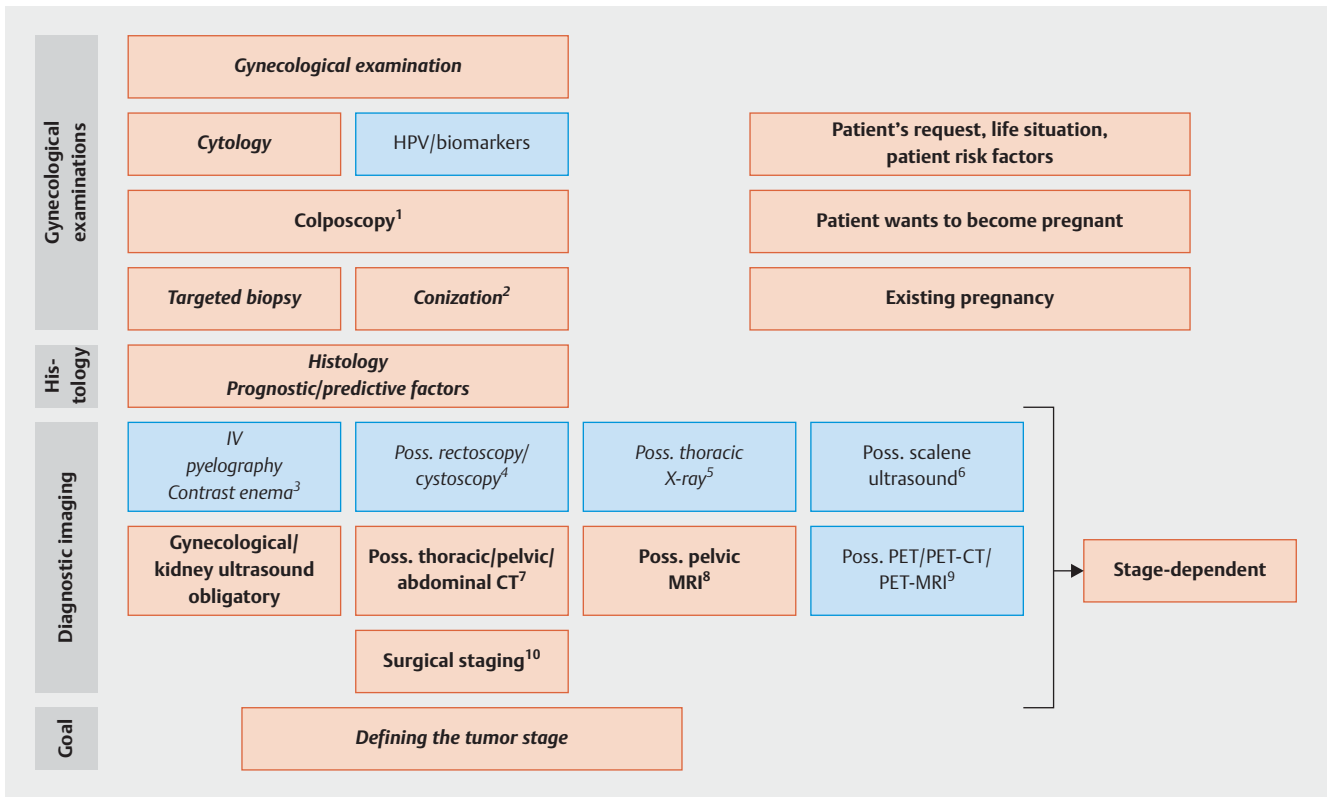 Gynecological
examinations
Gynecological examination
Cytology
HPV/biomarkers
Patient's request, life situation,
patient risk factors
Colposcopy¹
Patient wants to become pregnant
Targeted biopsy
Conization²
Existing pregnancy
His-
tology
Histology
Prognostic/predictive factors
Diagnostic imaging
IV
pyelography
Contrast enema³
Poss. rectoscopy/
cystoscopy⁴
Poss. thoracic
X-ray⁵
Poss. scalene
ultrasound⁶
Gynecological/
kidney ultrasound
obligatory
Poss. thoracic/pelvic/
abdominal CT⁷
Poss. pelvic
MRI⁸
Poss. PET/PET-CT/
PET-MRI⁹
Stage-dependent
Surgical staging¹⁰
Goal
Defining the tumor stage